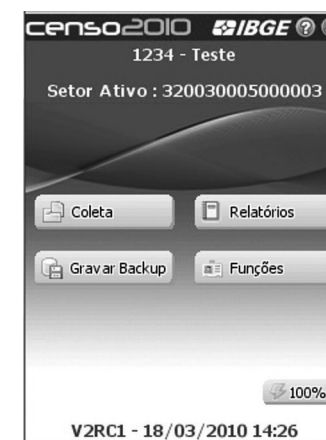 censo2010 IBGE ?
1234 - Teste
Setor Ativo : 320030005000003
Coleta Relatórios
Gravar Backup Funções
100%
V2RC1 - 18/03/2010 14:26